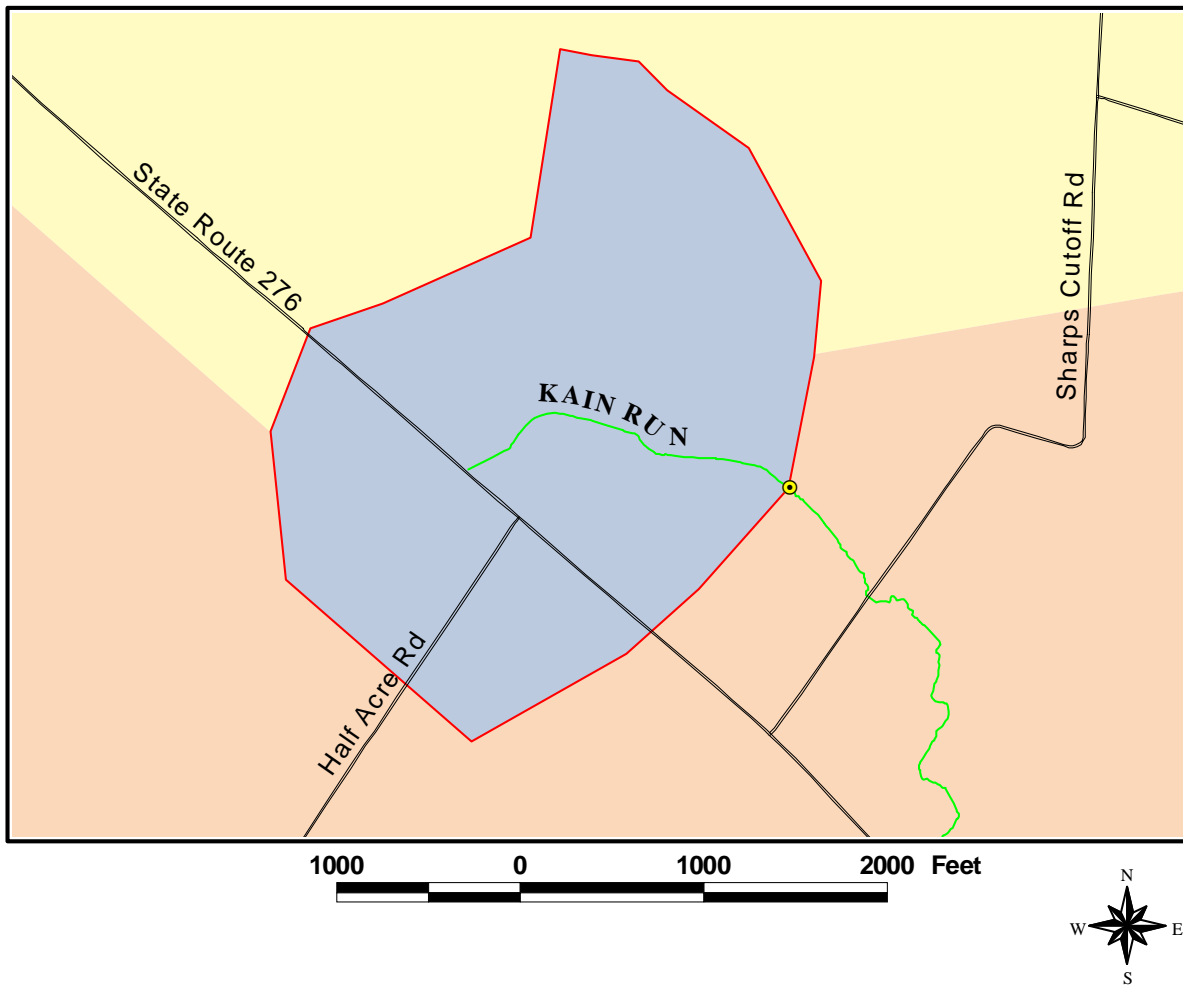 State Route 276
Sharps Cutoff Rd
KAIN RUN
Half Acre Rd
1000 0 1000 2000 Feet
N
W E
S